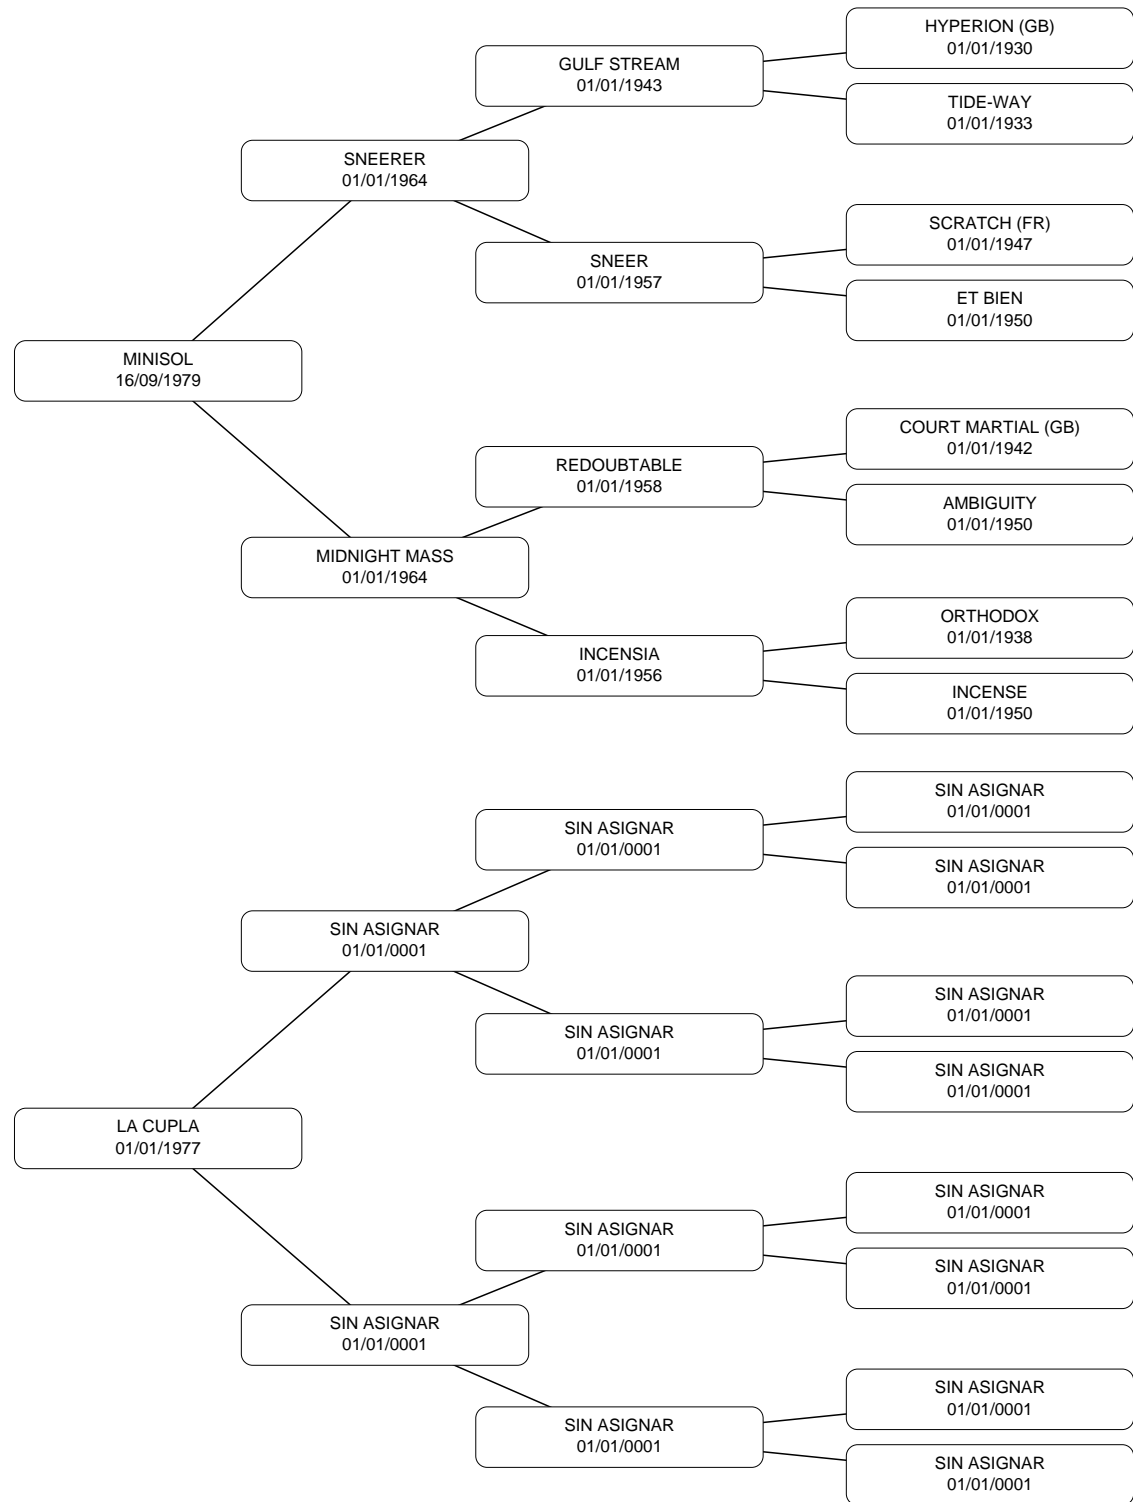 HYPERION (GB)
01/01/1930
GULF STREAM
01/01/1943
TIDE-WAY
01/01/1933
SNEERER
01/01/1964
SCRATCH (FR)
01/01/1947
SNEER
01/01/1957
ET BIEN
01/01/1950
MINISOL
16/09/1979
COURT MARTIAL (GB)
01/01/1942
REDOUBTABLE
01/01/1958
AMBIGUITY
01/01/1950
MIDNIGHT MASS
01/01/1964
ORTHODOX
01/01/1938
INCENSIA
01/01/1956
INCENSE
01/01/1950
SIN ASIGNAR
01/01/0001
SIN ASIGNAR
01/01/0001
SIN ASIGNAR
01/01/0001
SIN ASIGNAR
01/01/0001
SIN ASIGNAR
01/01/0001
SIN ASIGNAR
01/01/0001
SIN ASIGNAR
01/01/0001
LA CUPLA
01/01/1977
SIN ASIGNAR
01/01/0001
SIN ASIGNAR
01/01/0001
SIN ASIGNAR
01/01/0001
SIN ASIGNAR
01/01/0001
SIN ASIGNAR
01/01/0001
SIN ASIGNAR
01/01/0001
SIN ASIGNAR
01/01/0001